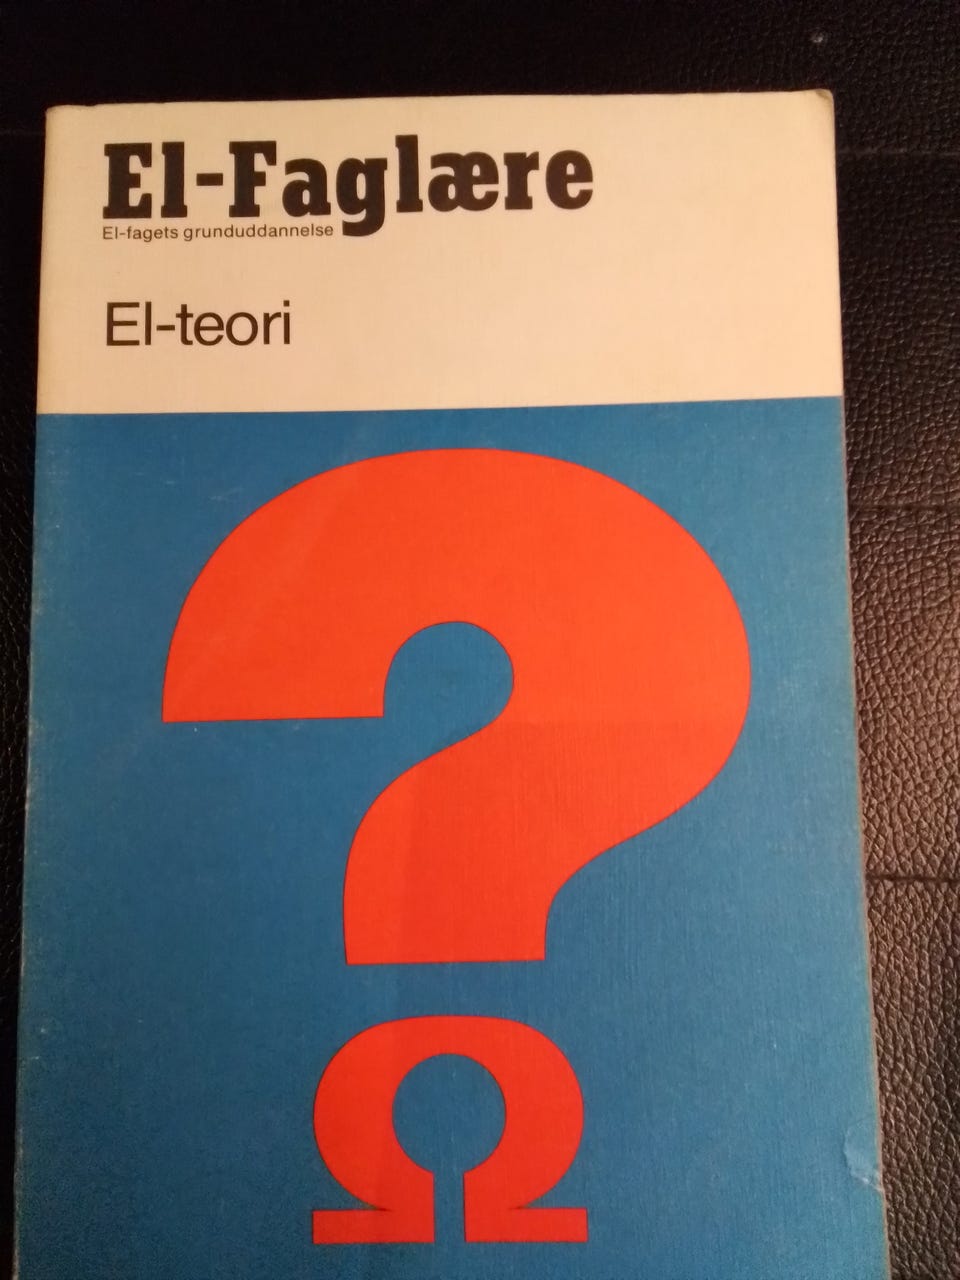 El-Faglære
El-fagets grunduddannelse
El-teori
?
Ω